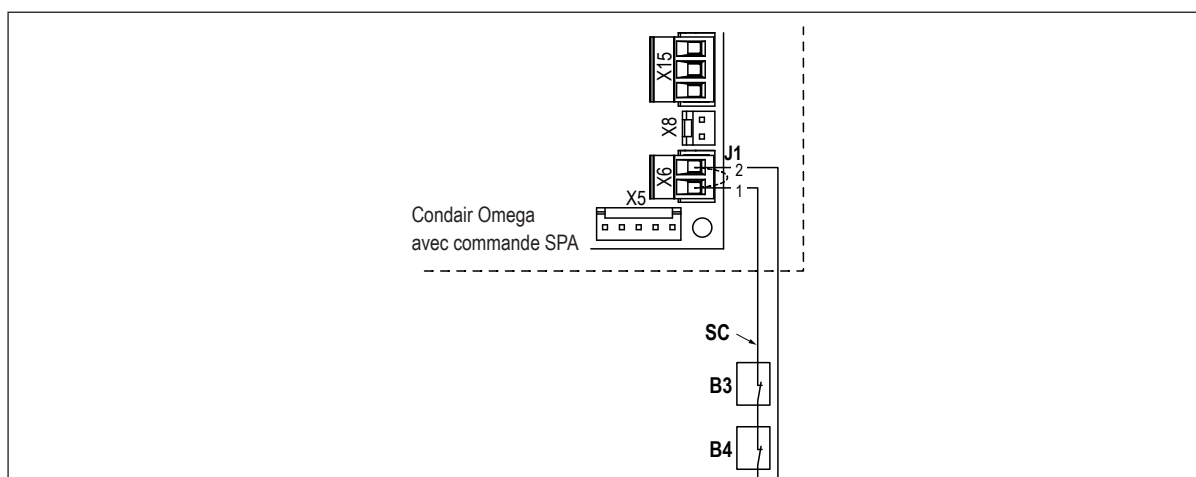 X15
X8
J1
X6
2
1
X5
Condair Omega
avec commande SPA
SC
B3
B4